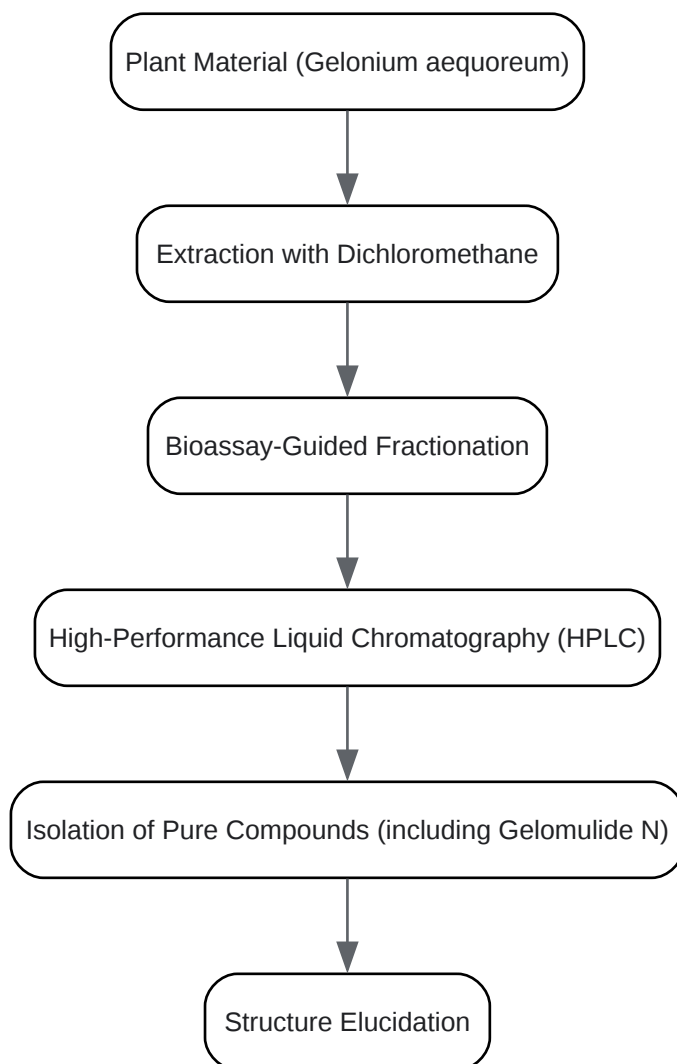 Plant Material (Gelonium aequoreum)
Extraction with Dichloromethane
Bioassay-Guided Fractionation
High-Performance Liquid Chromatography (HPLC)
Isolation of Pure Compounds (including Gelomulide N)
Structure Elucidation